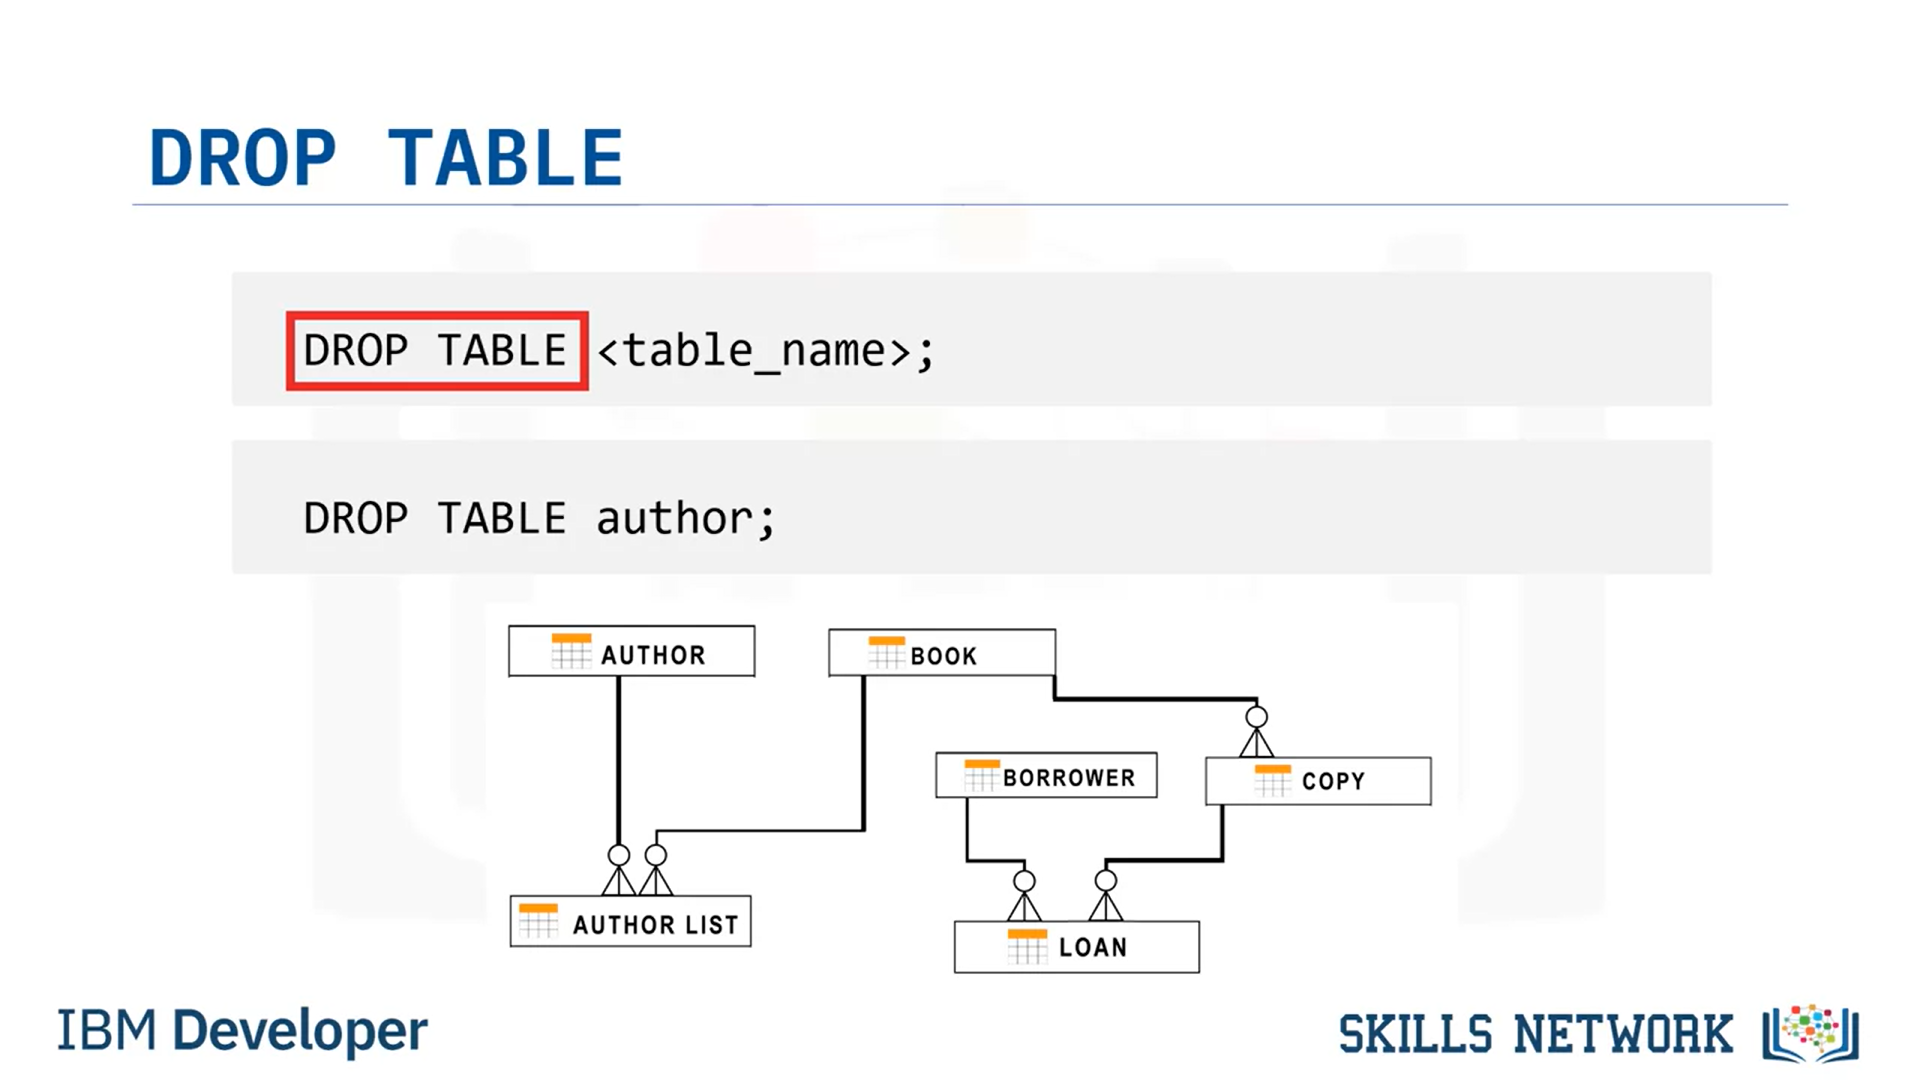 DROP TABLE
DROP TABLE <table_name>;
DROP TABLE author;
AUTHOR
BOOK
BORROWER
COPY
AUTHOR LIST
LOAN
IBM Developer
SKILLS NETWORK